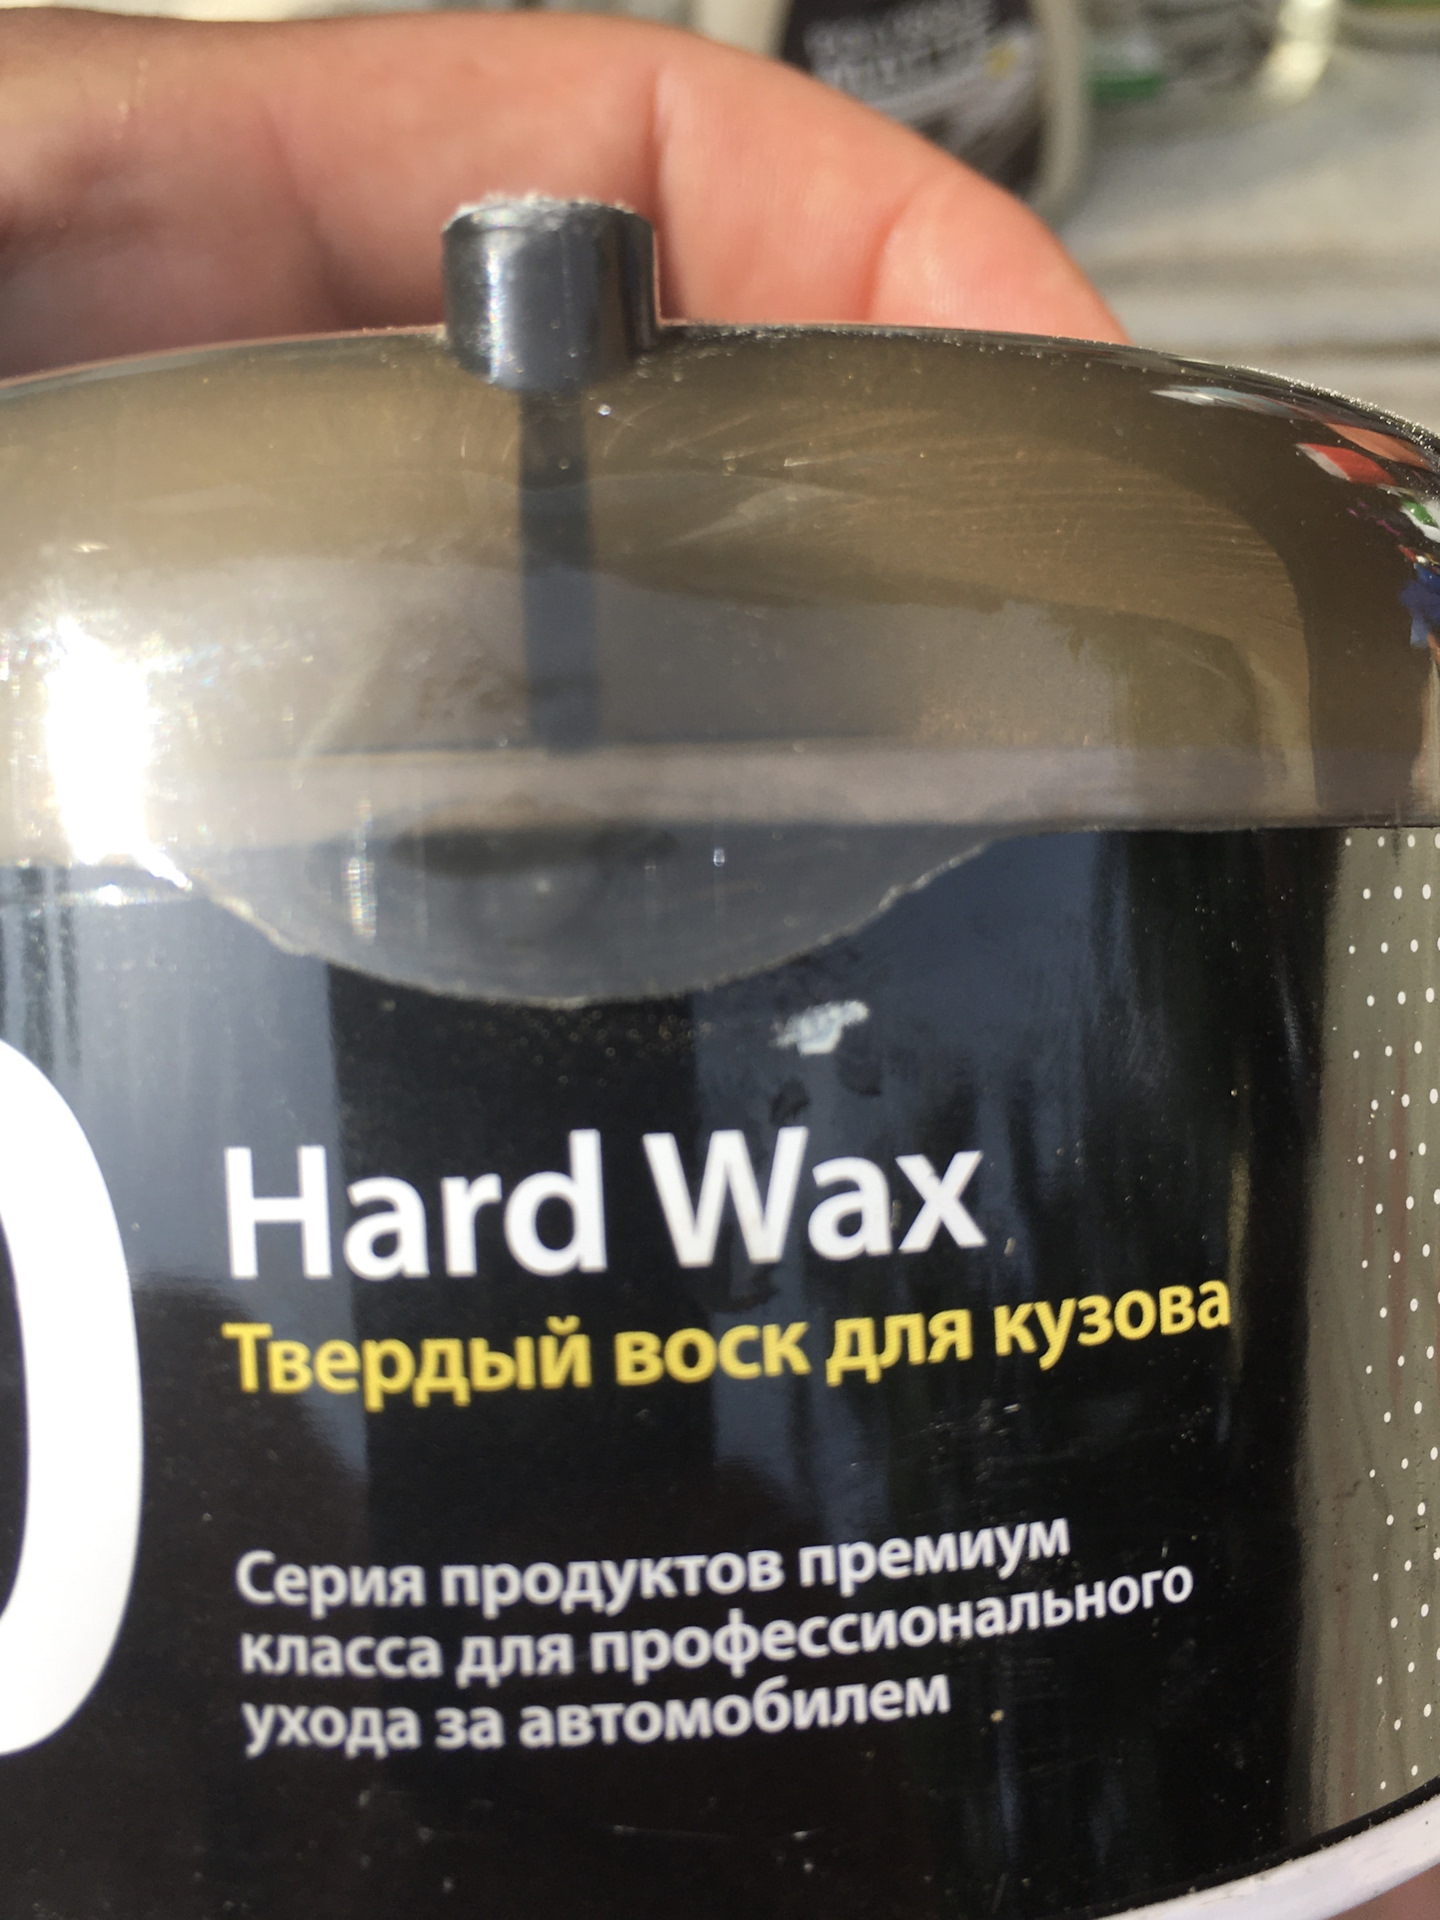 Hard Wax
Твердый воск для кузова
Серия продуктов премиум
класса для профессионального
ухода за автомобилем